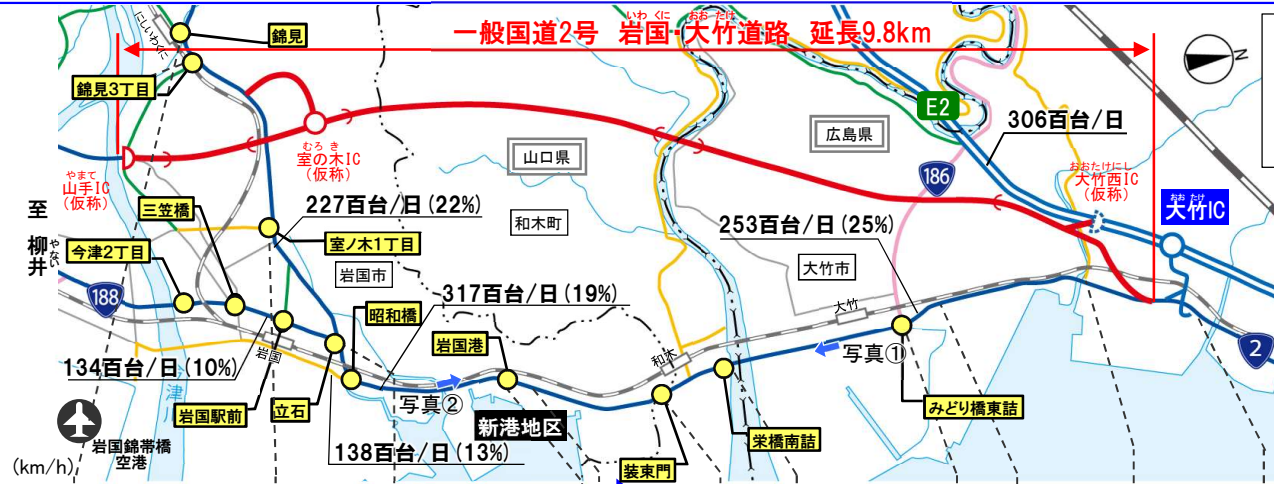 いわくに おおたけ
一般国道2号 岩国・大竹道路 延長9.8km
にしいわくに
錦見
錦見3丁目
N
E2
306百台/日
広島県
山口県
むろき
室の木IC
(仮称)
やまて
山手IC
(仮称)
186
おおたけにし
大竹西IC
(仮称)
おおたけ
大竹IC
至
柳井
やない
三笠橋
227百台/日(22%)
和木町
253百台/日(25%)
今津2丁目
室ノ木1丁目
大竹市
岩国市
188
317百台/日(19%)
昭和橋
大竹
岩国港
岩国
和木
写真①
2
134百台/日(10%)
今津川
岩国駅前
立石
写真②
新港地区
みどり橋東詰
栄橋南詰
岩国錦帯橋
空港
138百台/日(13%)
装束門
(km/h)